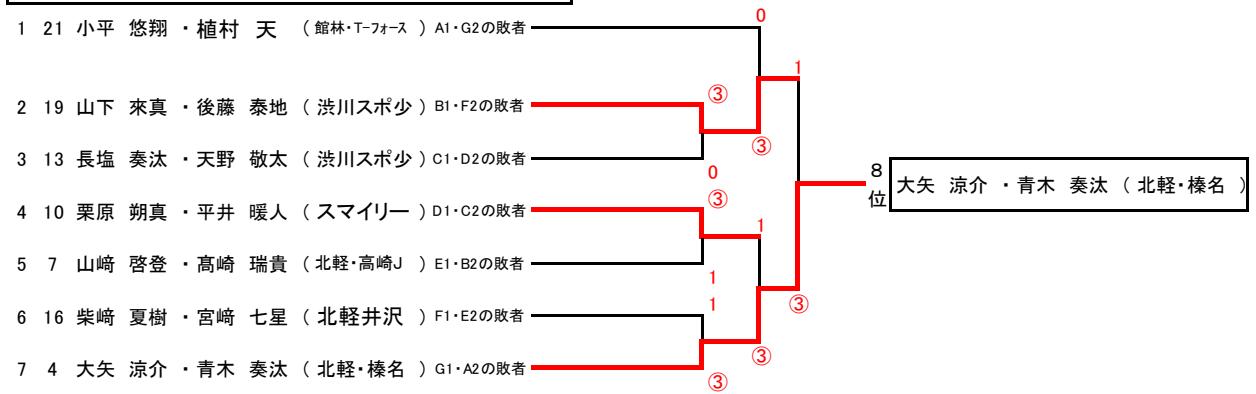 0
1 21 小平 悠翔 ・ 植村 天 ( 館林・T-フォース ) A1・G2の敗者
1
③
2 19 山下 來真 ・ 後藤 泰地 ( 渋川スポ少 ) B1・F2の敗者
③
3 13 長塩 奏汰 ・ 天野 敬太 ( 渋川スポ少 ) C1・D2の敗者
0
8位 大矢 涼介 ・ 青木 奏汰 ( 北軽・榛名 )
③
4 10 栗原 朔真 ・ 平井 暖人 ( スマイリー ) D1・C2の敗者
1
5 7 山﨑 啓登 ・ 髙崎 瑞貴 ( 北軽・高崎J ) E1・B2の敗者
1
1
③
6 16 柴﨑 夏樹 ・ 宮﨑 七星 ( 北軽井沢 ) F1・E2の敗者
③
7 4 大矢 涼介 ・ 青木 奏汰 ( 北軽・榛名 ) G1・A2の敗者
③